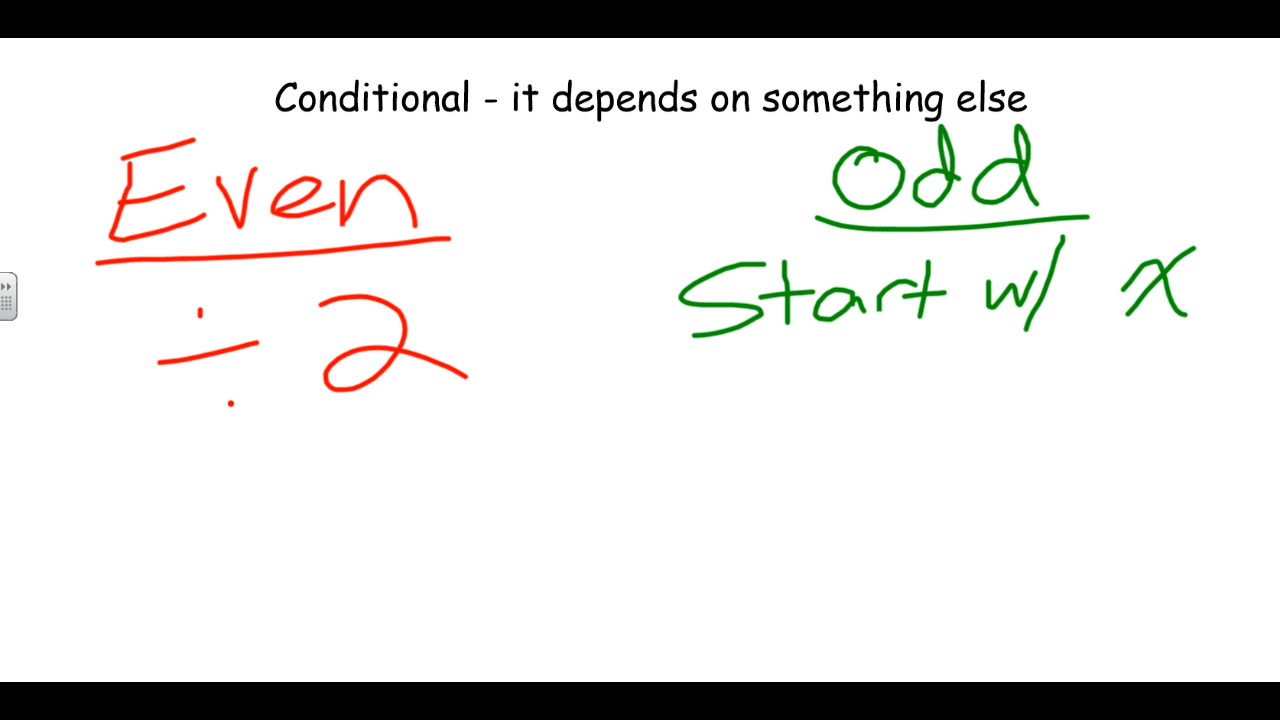 Conditional - it depends on something else
Even
÷ 2
Odd
Start w/ x